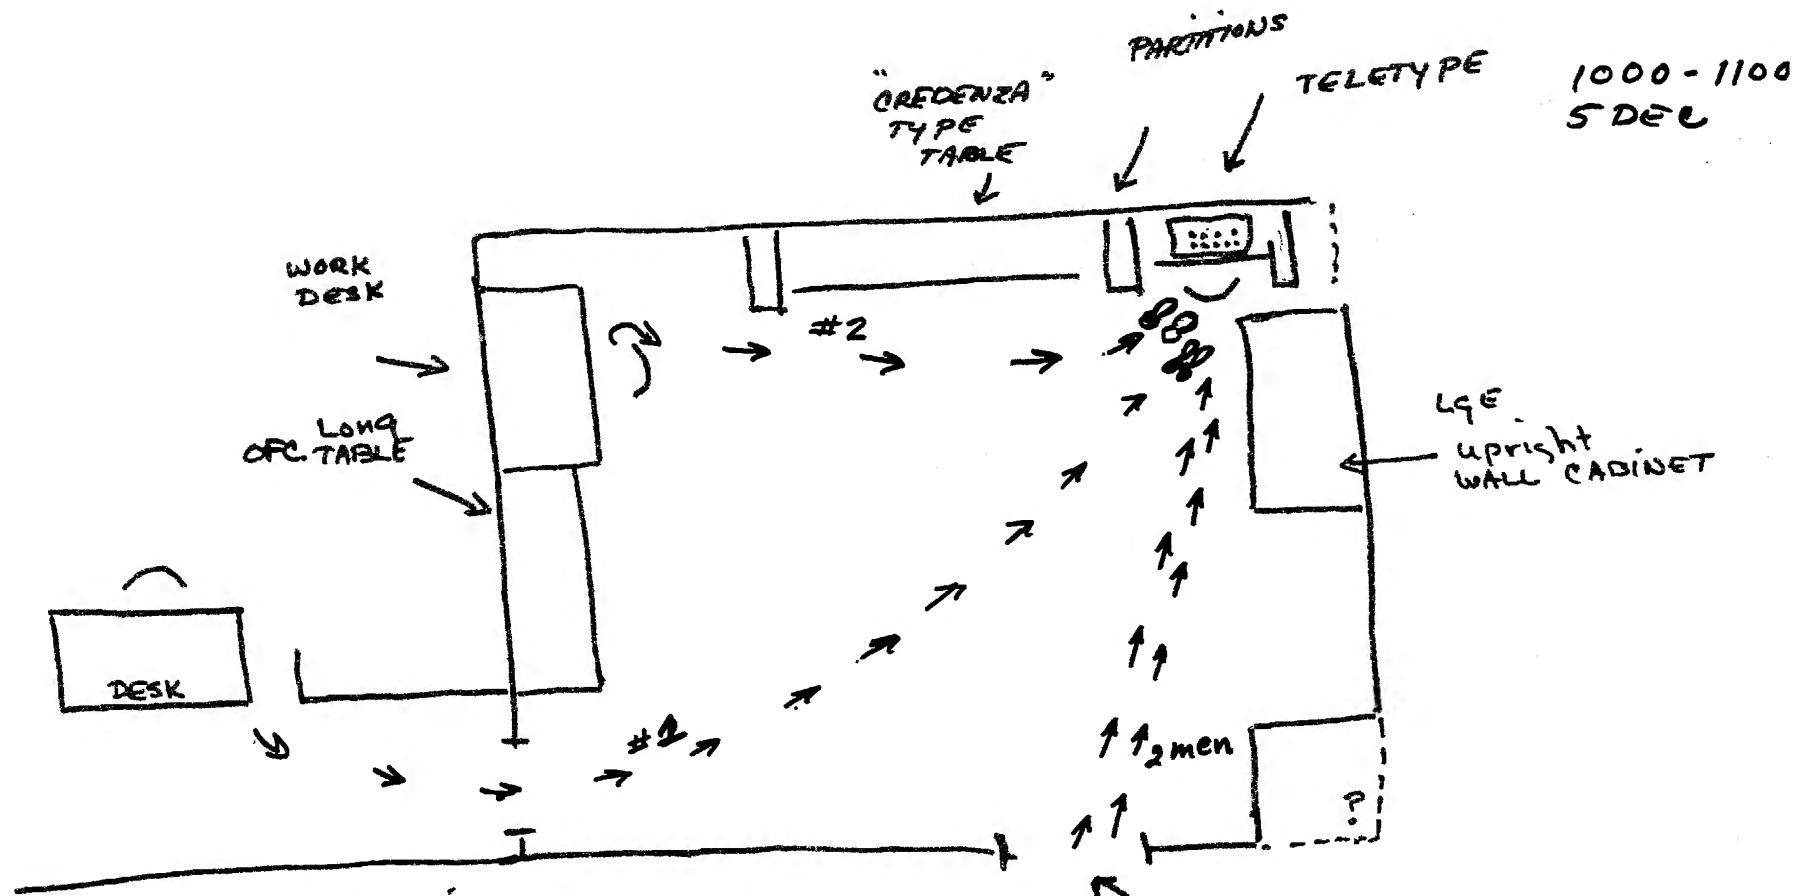 PARTITIONS
"CREDENZA"
TYPE
TABLE
TELETYPE
1000-1100
5 DEC
WORK
DESK
#2
LONG
OFC. TABLE
LGE.
upright
WALL CABINET
DESK
#1
2 men
?